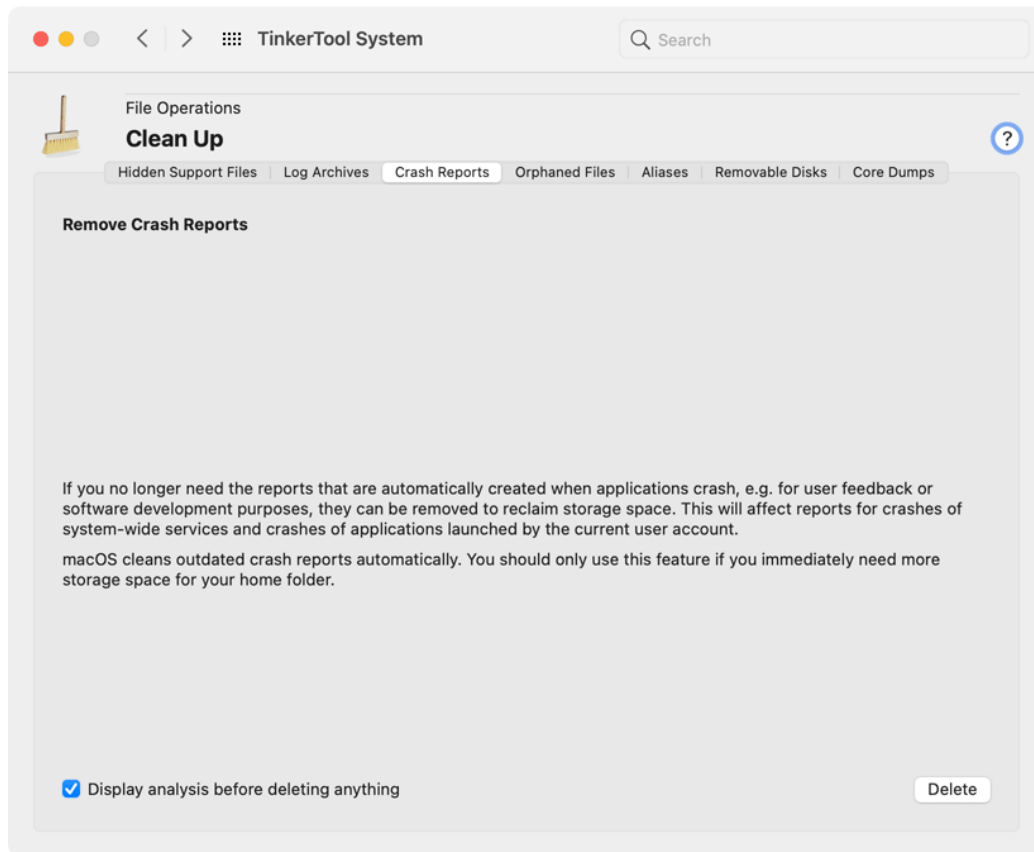 TinkerTool System
Search
File Operations
Clean Up
?
Hidden Support Files
Log Archives
Crash Reports
Orphaned Files
Aliases
Removable Disks
Core Dumps
Remove Crash Reports
If you no longer need the reports that are automatically created when applications crash, e.g. for user feedback or
software development purposes, they can be removed to reclaim storage space. This will affect reports for crashes of
system-wide services and crashes of applications launched by the current user account.
macOS cleans outdated crash reports automatically. You should only use this feature if you immediately need more
storage space for your home folder.
Display analysis before deleting anything
Delete